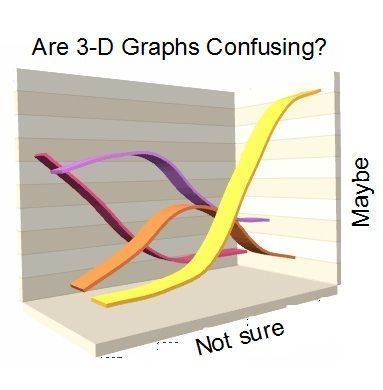 Are 3-D Graphs Confusing?
Maybe
Not sure